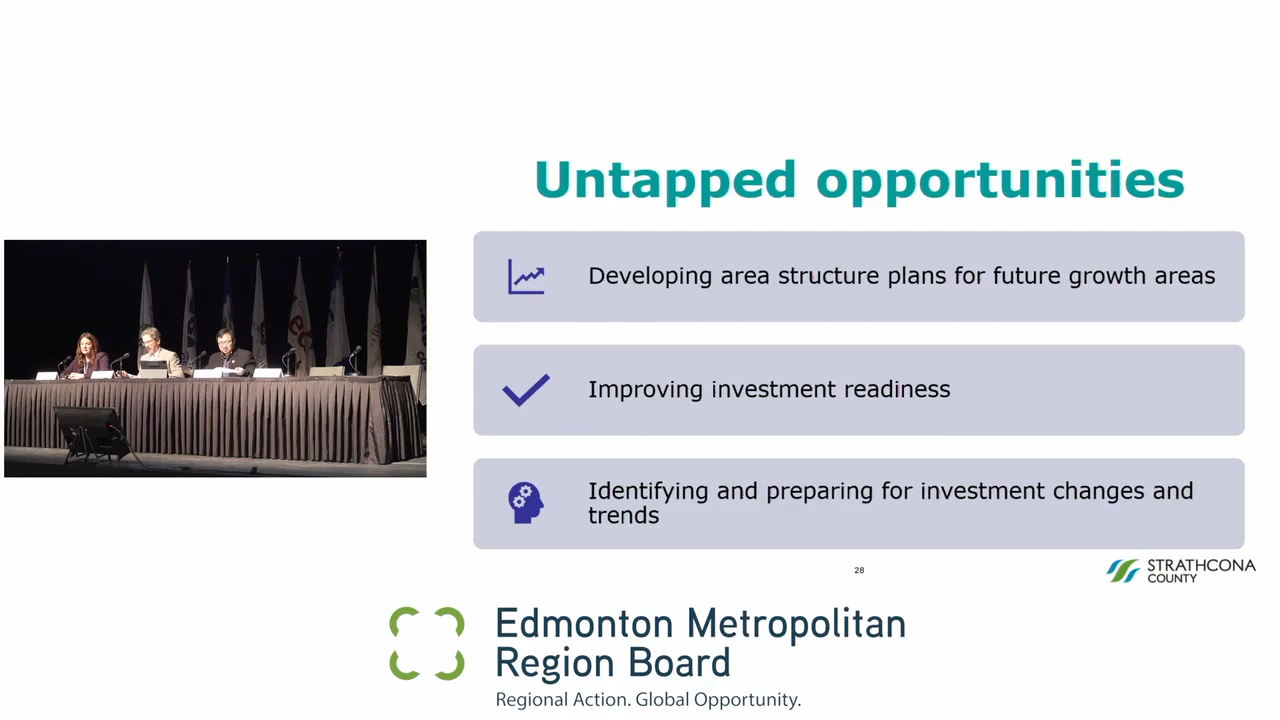 Untapped opportunities
Developing area structure plans for future growth areas
Improving investment readiness
Identifying and preparing for investment changes and
trends
28
STRATHCONA
COUNTY
Edmonton Metropolitan
Region Board
Regional Action. Global Opportunity.